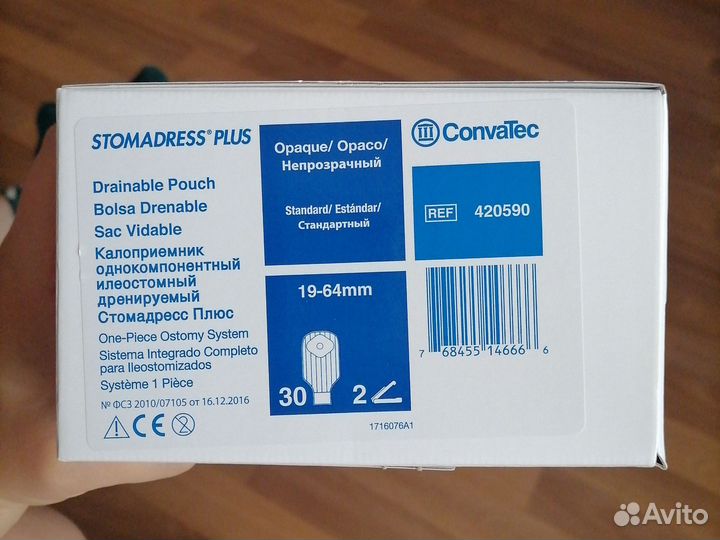 STOMADRESS® PLUS
Drainable Pouch
Bolsa Drenable
Sac Vidable
Калоприемник
однокомпонентный
илеостомный
дренируемый
Стомадресс Плюс
One-Piece Ostomy System
Sistema Integrado Completo
para Ileostomizados
Système 1 Pièce
№ ФСЗ 2010/07105 от 16.12.2016
CE
2
Opaque/ Opaco/
Непрозрачный
Standard/ Estándar/
Стандартный
19-64mm
30 2
ConvaTec
REF 420590
7 68455 14666 6
1716076A1
Avito